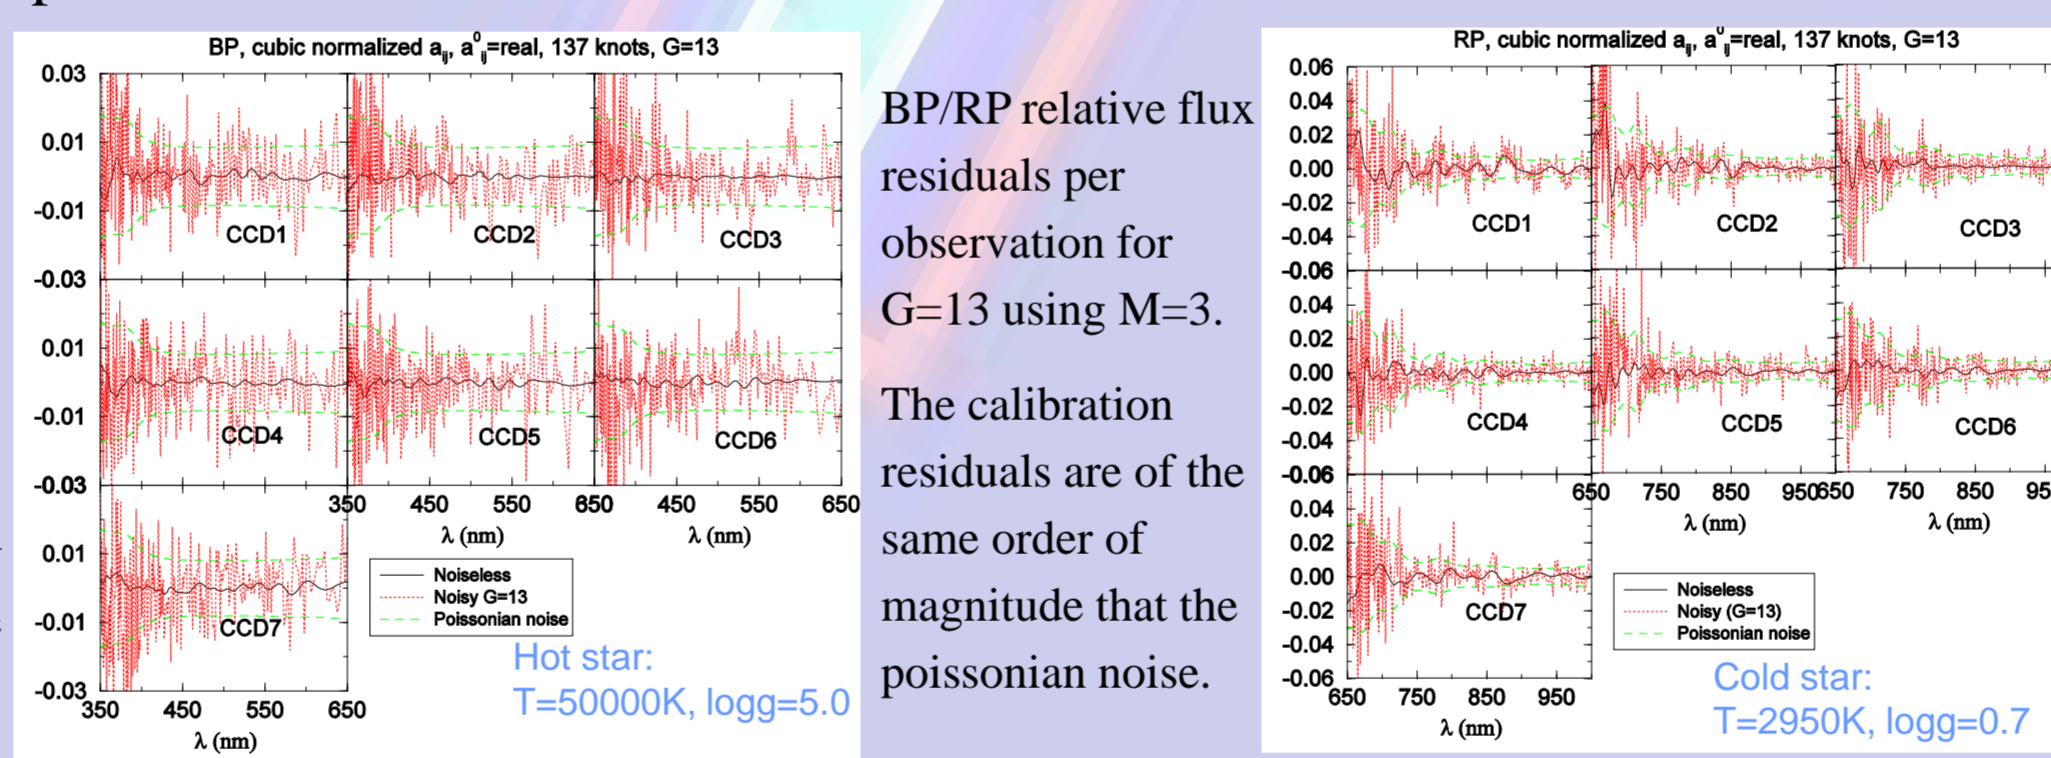 BP, cubic normalized aij, a0ij=real, 137 knots, G=13
0.03
0.01
-0.01
-0.03
CCD1
CCD2
CCD3
0.01
-0.01
-0.03
CCD4
CCD5
CCD6
350 450 550 650 450 550 650
λ (nm)
λ (nm)
0.01
-0.01
-0.03
CCD7
350 450 550 650
λ (nm)
Noiseless
Noisy G=13
Poissonian noise
Hot star:
T=50000K, logg=5.0
BP/RP relative flux
residuals per
observation for
G=13 using M=3.
The calibration
residuals are of the
same order of
magnitude that the
poissonian noise.
RP, cubic normalized aij, a0ij=real, 137 knots, G=13
0.06
0.04
0.02
0.00
-0.02
-0.04
-0.06
CCD1
CCD2
CCD3
0.04
0.02
0.00
-0.02
-0.04
-0.06
CCD4
CCD5
CCD6
650 750 850 950 650 750 850
λ (nm)
λ (nm)
0.04
0.02
0.00
-0.02
-0.04
-0.06
CCD7
650 750 850 950
λ (nm)
Noiseless
Noisy (G=13)
Poissonian noise
Cold star:
T=2950K, logg=0.7